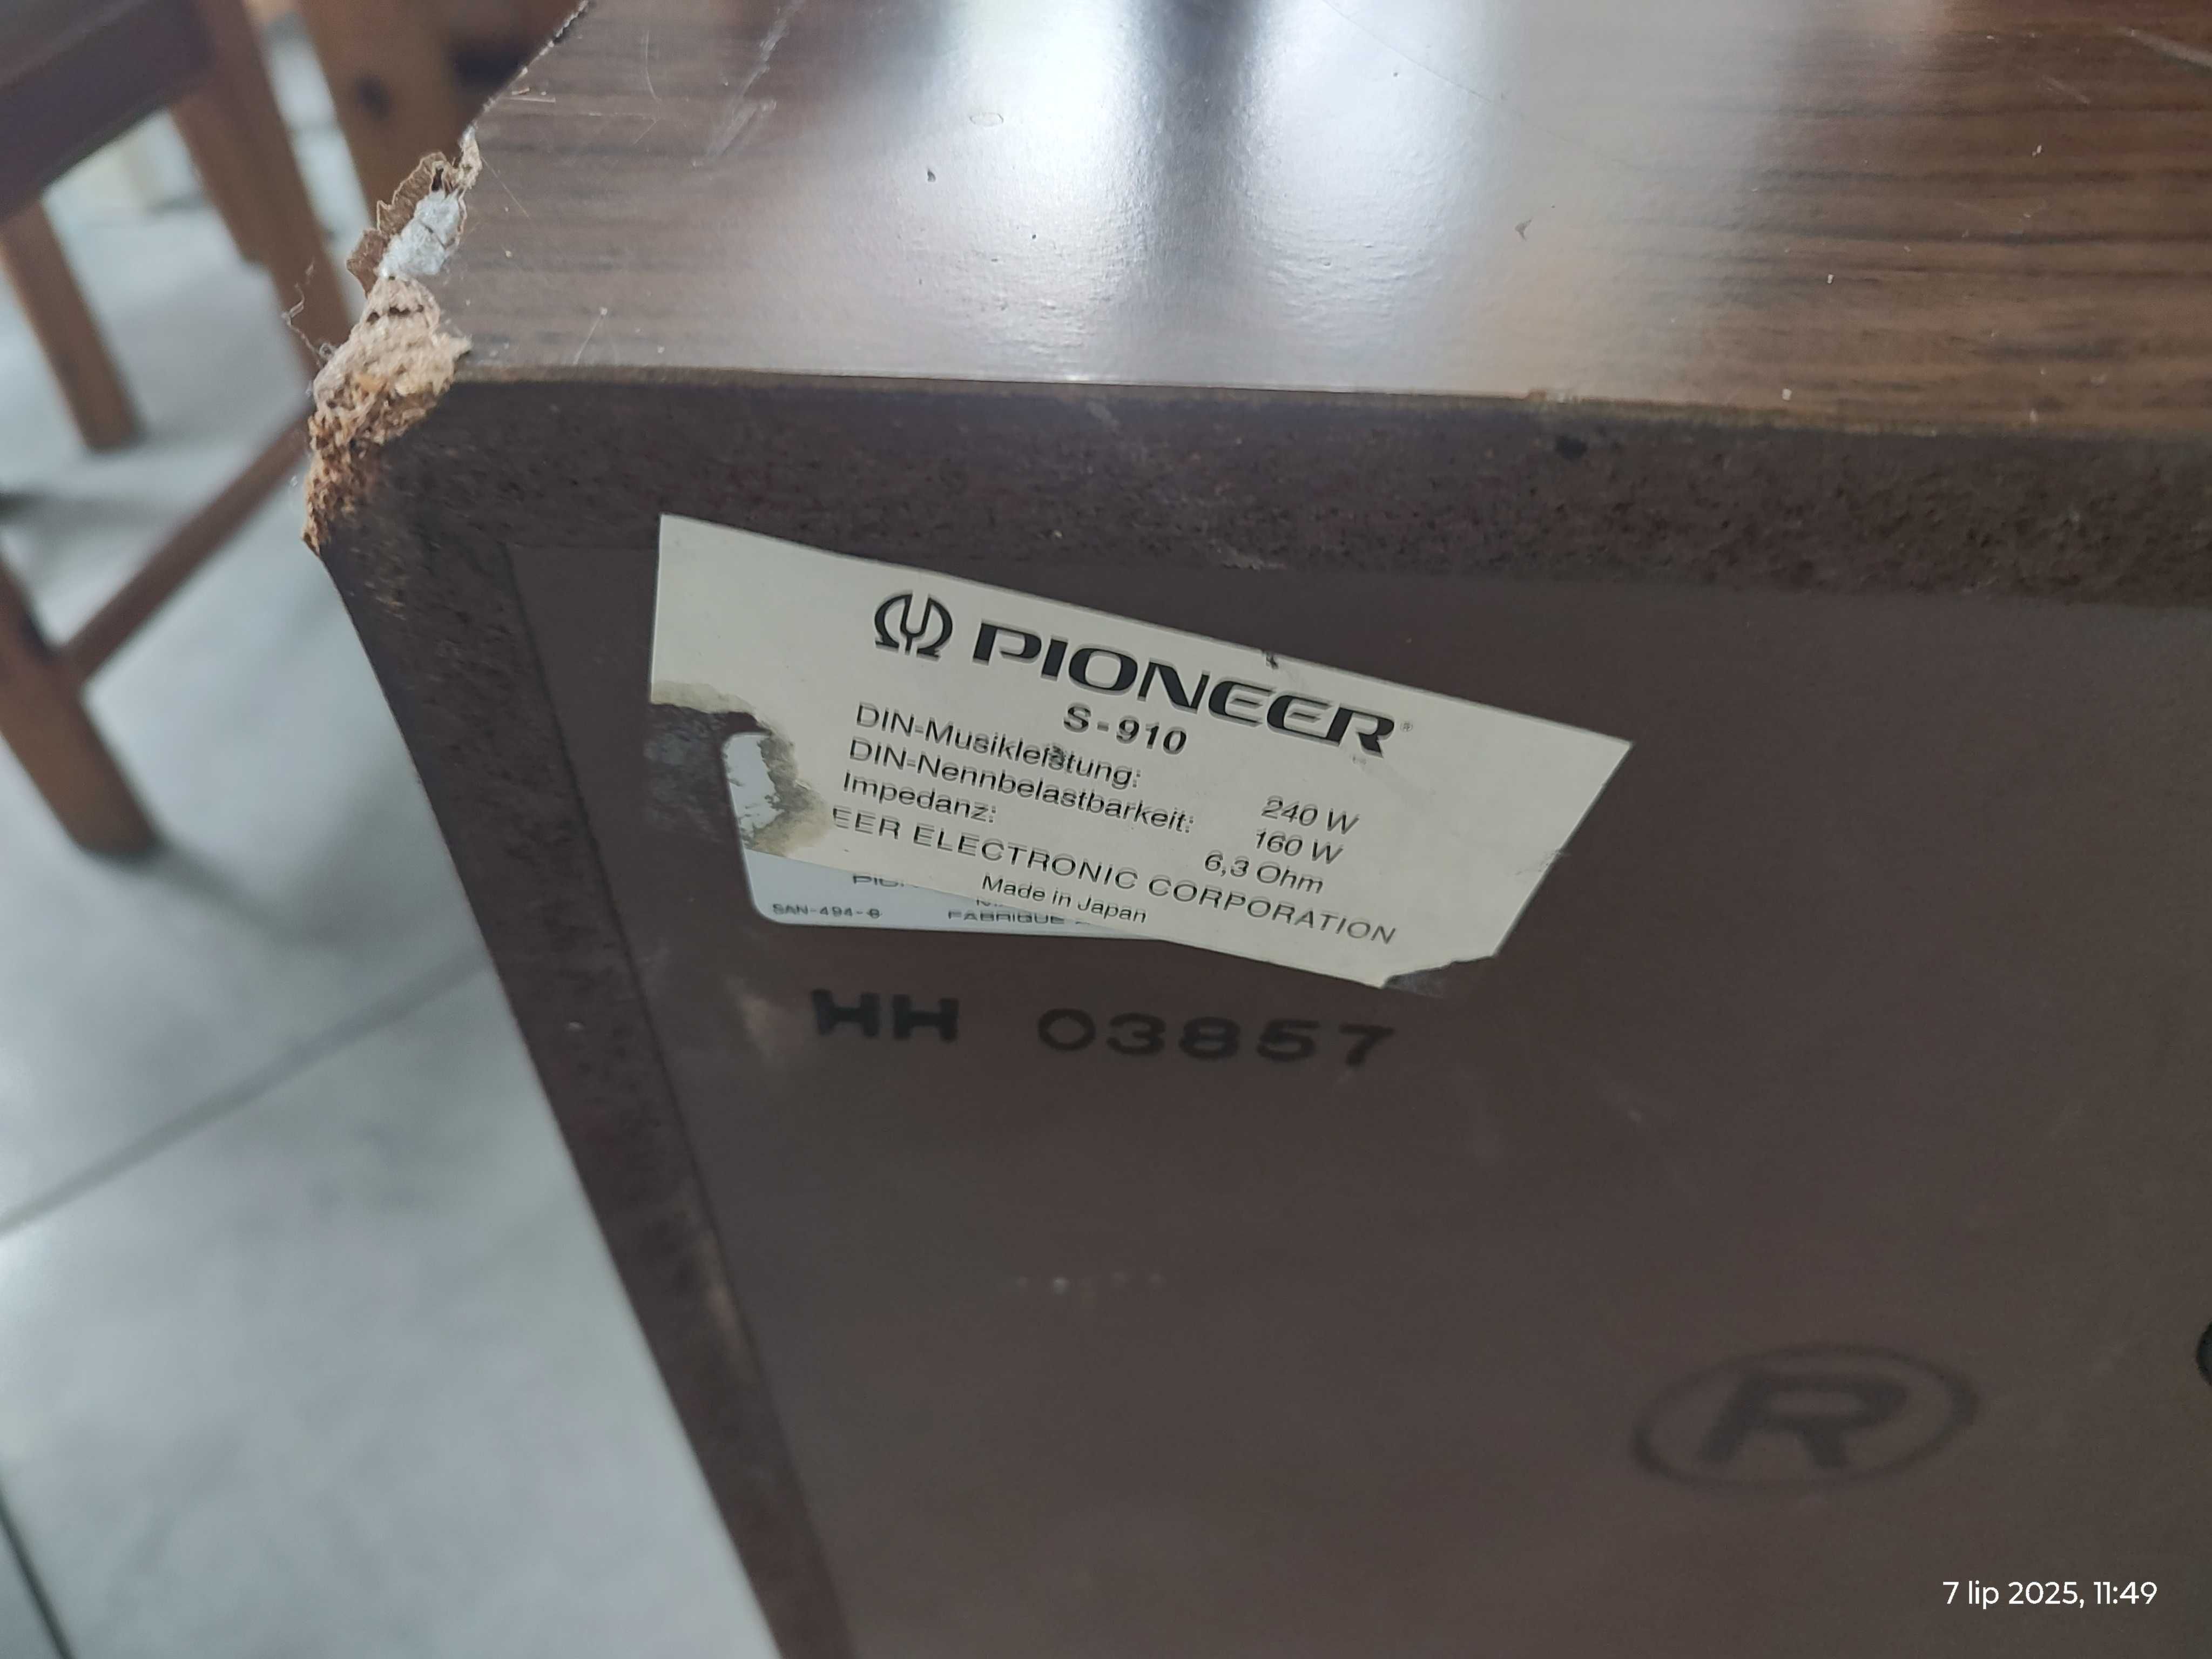 PIONEER®
S-910
DIN-Musikleistung: 240 W
DIN-Nennbelastbarkeit: 160 W
Impedanz: 6,3 Ohm
EER ELECTRONIC CORPORATION
Made in Japan
SAN-494-
FABRIQUE
HH 03857
R
7 lip 2025, 11:49